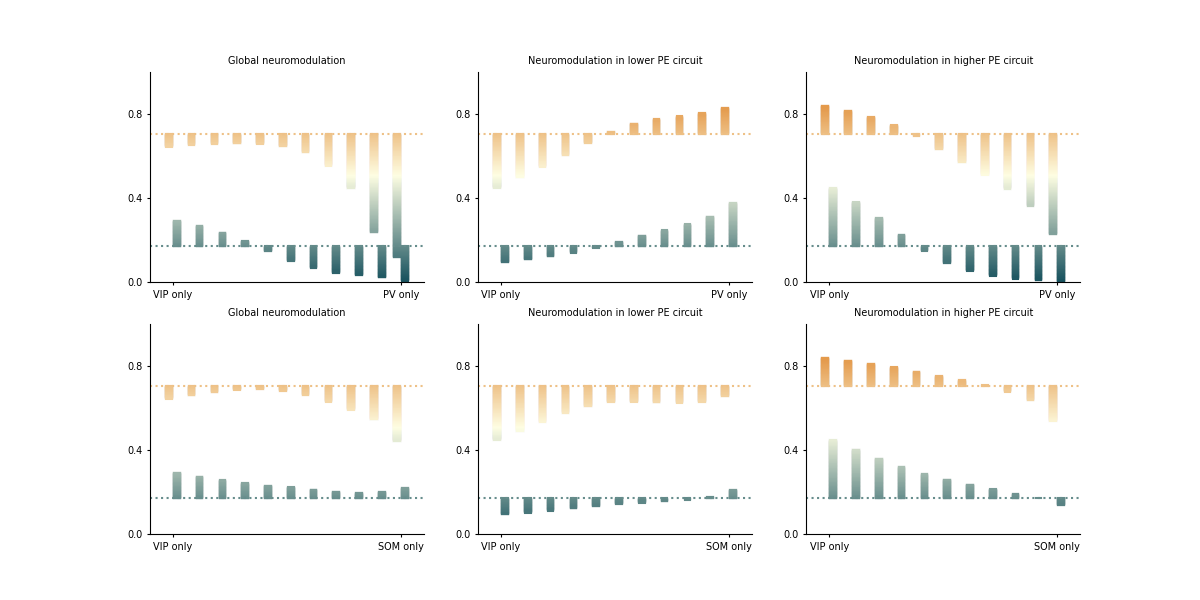 Global neuromodulation
Neuromodulation in lower PE circuit
Neuromodulation in higher PE circuit
0.8
0.4
0.0
VIP only
PV only
0.8
0.4
0.0
VIP only
PV only
0.8
0.4
0.0
VIP only
PV only
Global neuromodulation
Neuromodulation in lower PE circuit
Neuromodulation in higher PE circuit
0.8
0.4
0.0
VIP only
SOM only
0.8
0.4
0.0
VIP only
SOM only
0.8
0.4
0.0
VIP only
SOM only